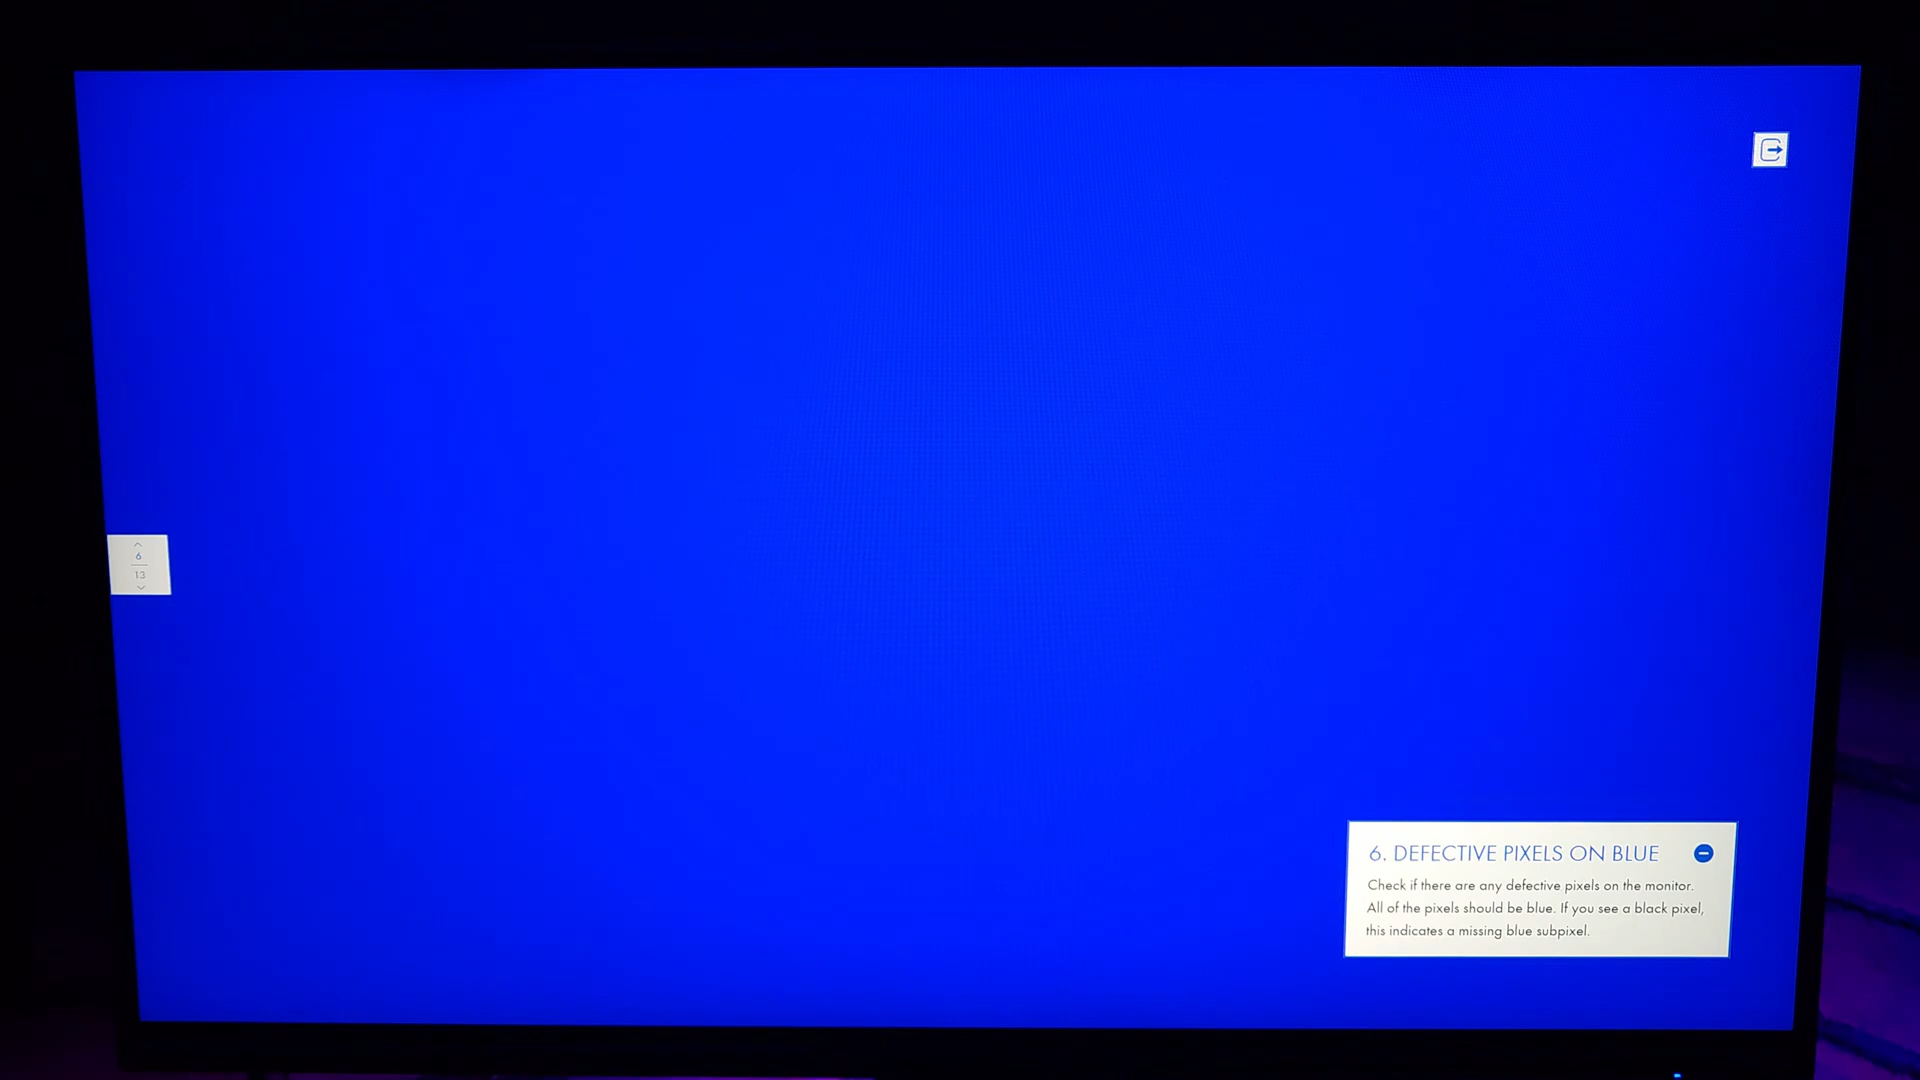 6
13
6. DEFECTIVE PIXELS ON BLUE
Check if there are any defective pixels on the monitor.
All of the pixels should be blue. If you see a black pixel,
this indicates a missing blue subpixel.